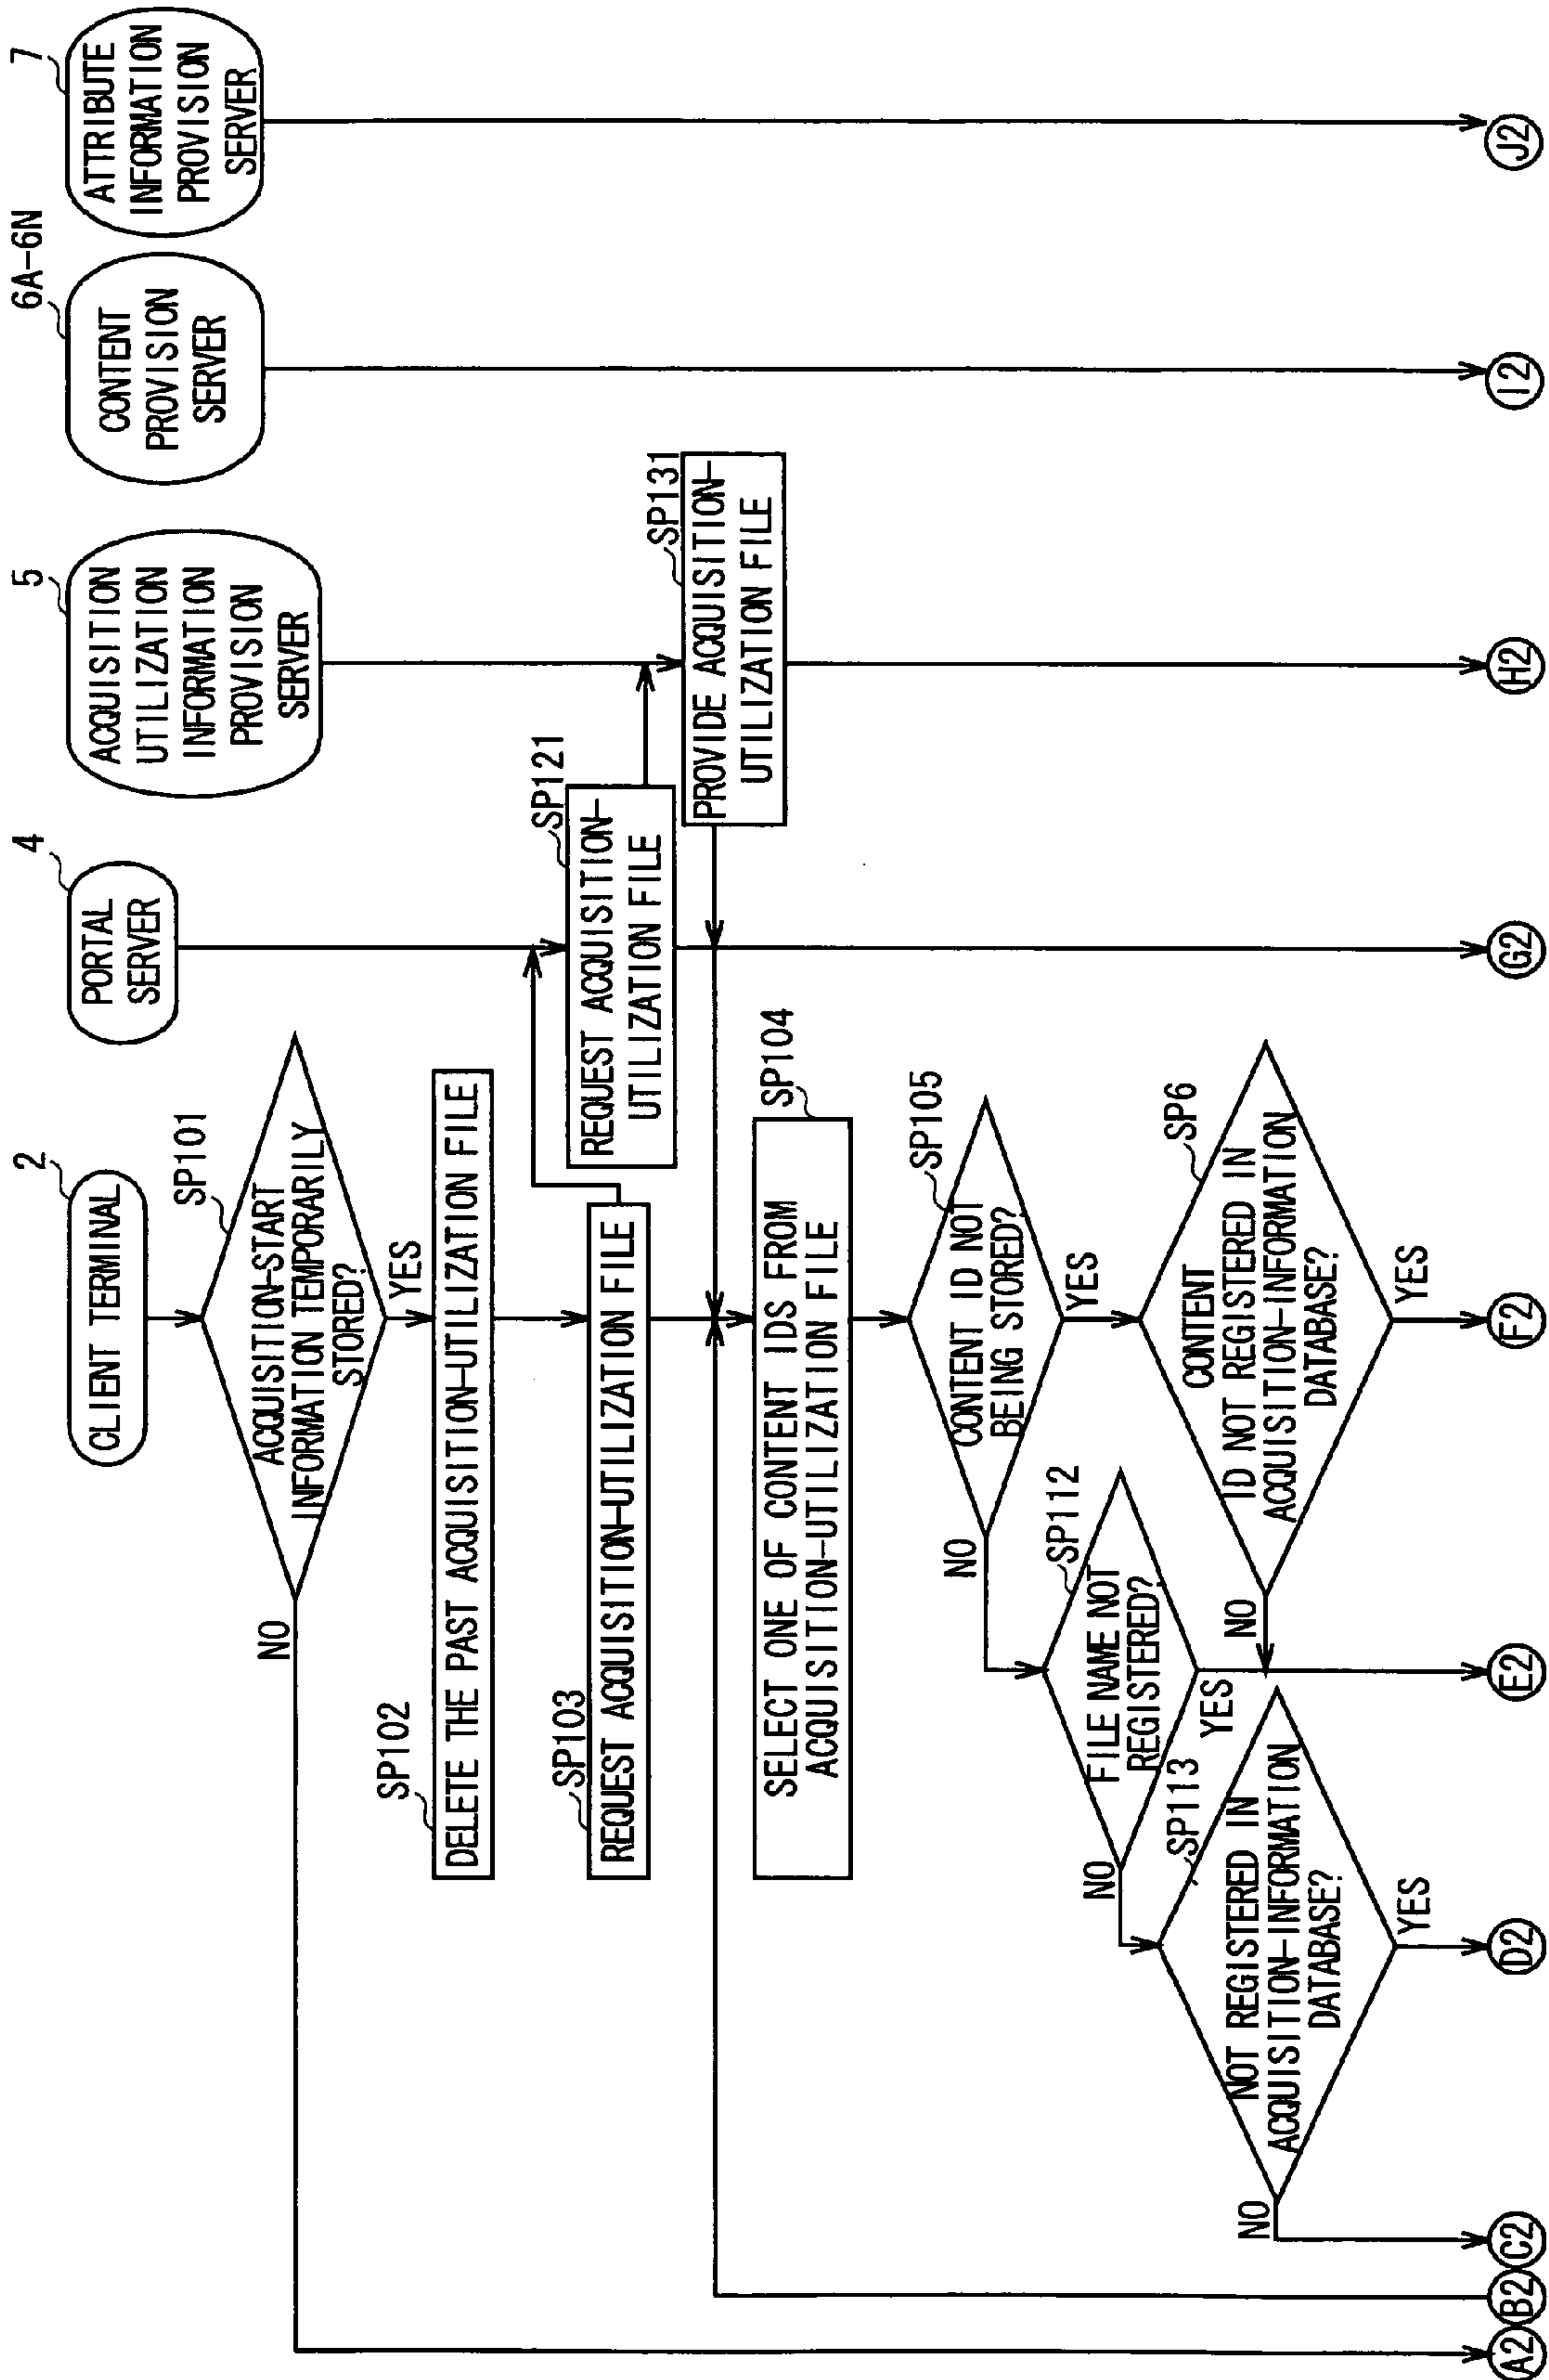 2
CLIENT TERMINAL
4
PORTAL
SERVER
5
ACQUISITION
UTILIZATION
INFORMATION
PROVISION
SERVER
6A-6N
CONTENT
PROVISION
SERVER
7
ATTRIBUTE
INFORMATION
PROVISION
SERVER
SP101
ACQUISITION-START
INFORMATION TEMPORARILY
STORED?
NO
YES
SP102
DELETE THE PAST ACQUISITION-UTILIZATION FILE
SP103
REQUEST ACQUISITION-UTILIZATION FILE
SP121
REQUEST ACQUISITION-
UTILIZATION FILE
SP131
PROVIDE ACQUISITION-
UTILIZATION FILE
SP104
SELECT ONE OF CONTENT IDS FROM
ACQUISITION-UTILIZATION FILE
SP105
CONTENT ID NOT
BEING STORED?
NO
YES
SP112
FILE NAME NOT
REGISTERED?
NO
YES
SP6
CONTENT
ID NOT REGISTERED IN
ACQUISITION-INFORMATION
DATABASE?
NO
YES
SP113
NOT REGISTERED IN
ACQUISITION-INFORMATION
DATABASE?
NO
YES
A2
B2
C2
D2
E2
F2
G2
H2
I2
J2